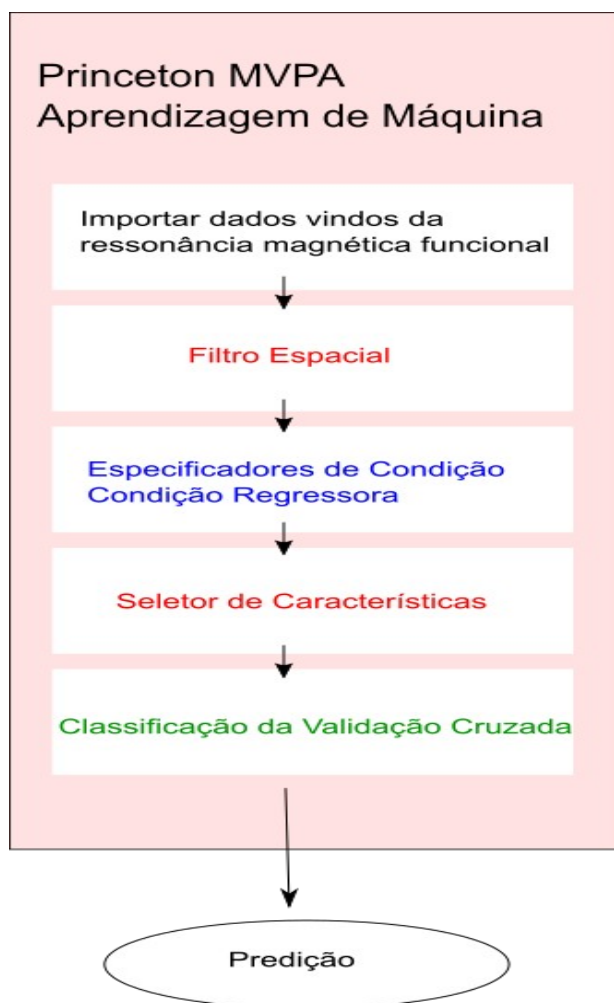 Princeton MVPA
Aprendizagem de Máquina
Importar dados vindos da
ressonância magnética funcional
Filtro Espacial
Especificadores de Condição
Condição Regressora
Seletor de Característicias
Classificação da Validação Cruzada
Predição